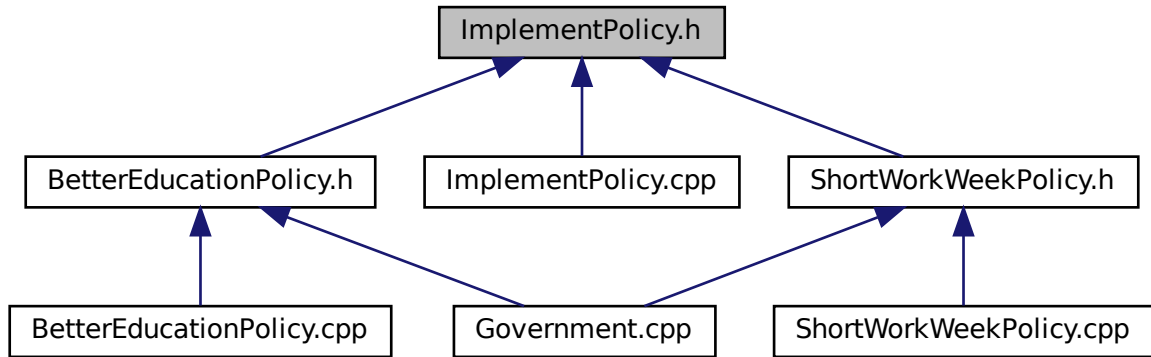 ImplementPolicy.h
BetterEducationPolicy.h
ImplementPolicy.cpp
ShortWorkWeekPolicy.h
BetterEducationPolicy.cpp
Government.cpp
ShortWorkWeekPolicy.cpp